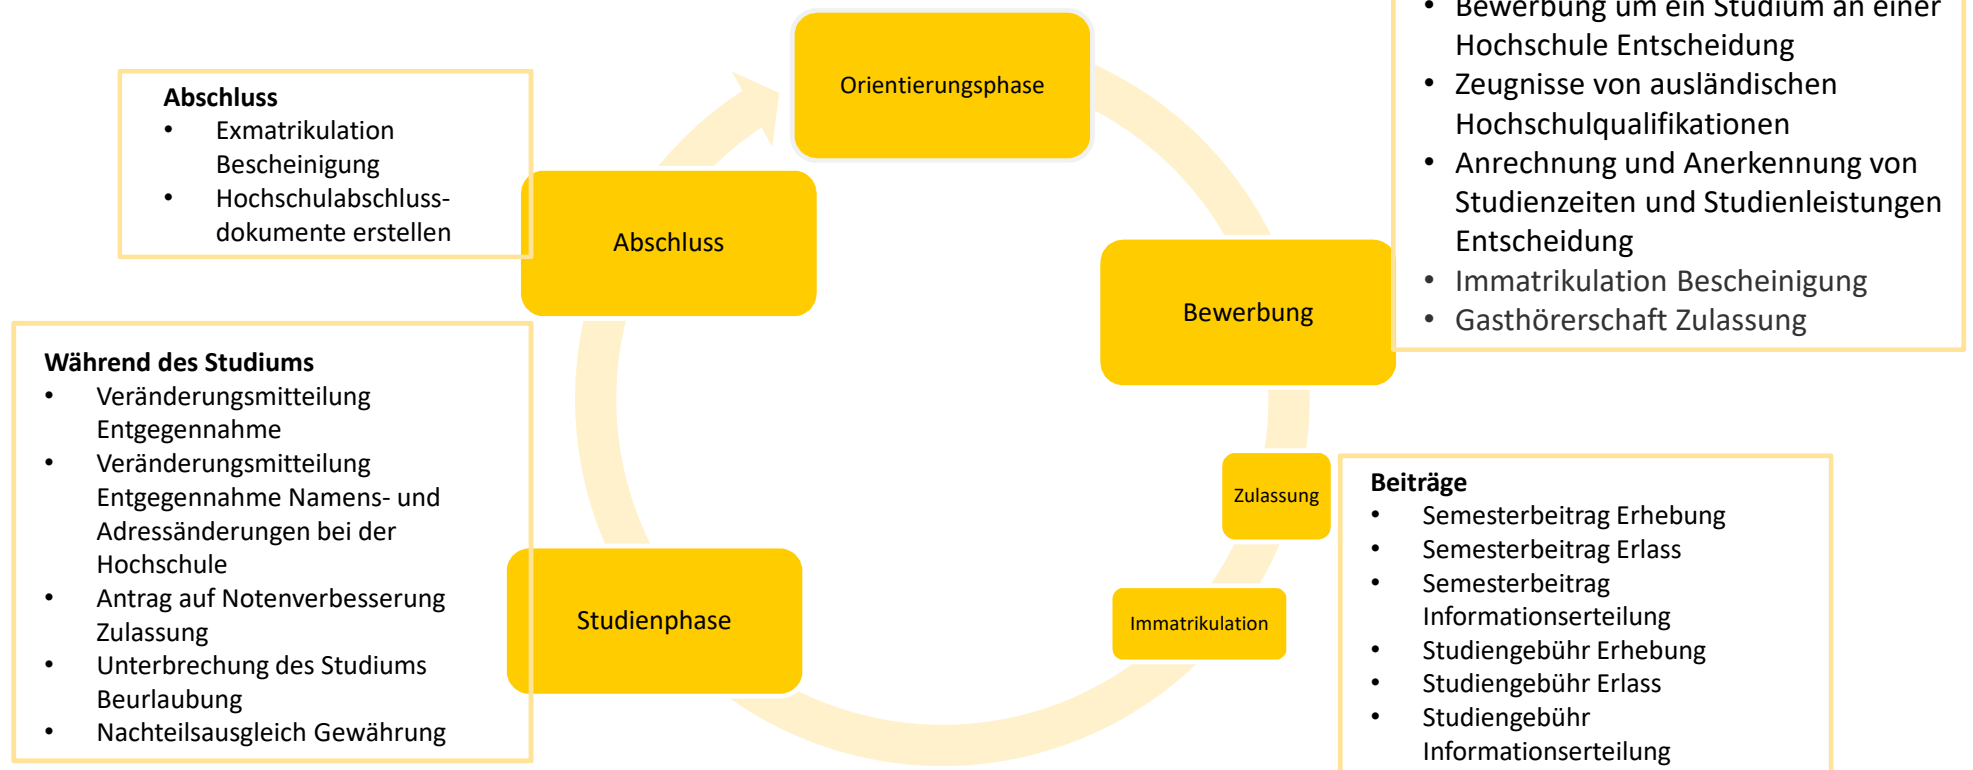 Orientierungsphase
Abschluss
• Exmatrikulation
Bescheinigung
• Hochschulabschluss-
dokumente erstellen
Abschluss
• Bewerbung um ein Studium an einer
Hochschule Entscheidung
• Zeugnisse von ausländischen
Hochschulqualifikationen
• Anrechnung und Anerkennung von
Studienzeiten und Studienleistungen
Entscheidung
• Immatrikulation Bescheinigung
• Gasthörerschaft Zulassung
Bewerbung
Während des Studiums
• Veränderungsmitteilung
Entgegennahme
• Veränderungsmitteilung
Entgegennahme Namens- und
Adressänderungen bei der
Hochschule
• Antrag auf Notenverbesserung
Zulassung
• Unterbrechung des Studiums
Beurlaubung
• Nachteilsausgleich Gewährung
Studienphase
Zulassung
Immatrikulation
Beiträge
• Semesterbeitrag Erhebung
• Semesterbeitrag Erlass
• Semesterbeitrag
Informationserteilung
• Studiengebühr Erhebung
• Studiengebühr Erlass
• Studiengebühr
Informationserteilung